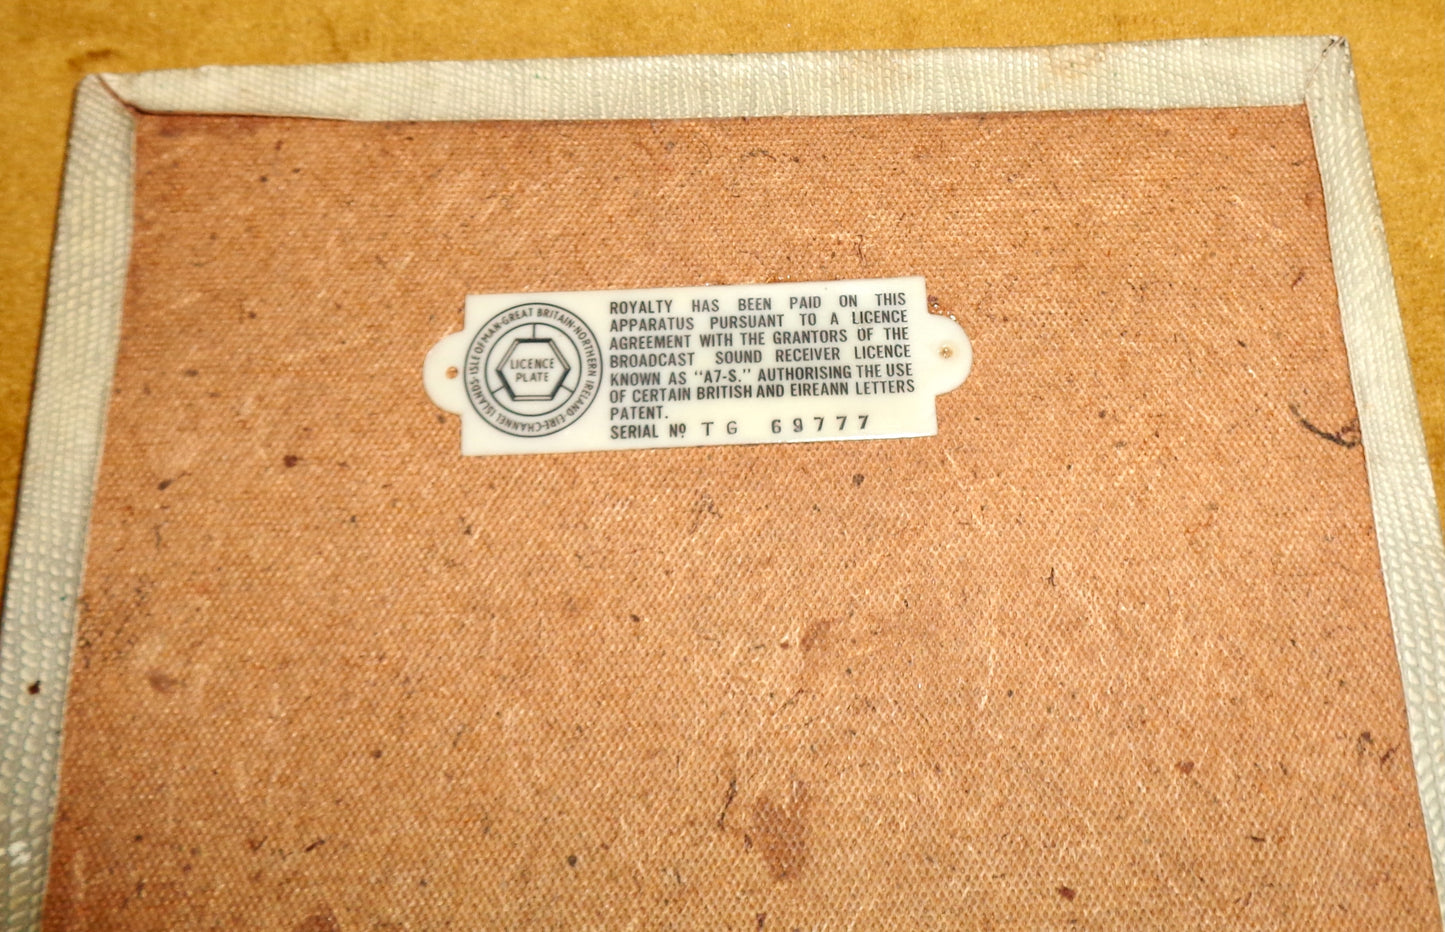 GREAT BRITAIN-NORTHERN IRELAND-EIRE-CHANNEL ISLANDS-ISLE OF MAN-
LICENCE
PLATE
ROYALTY HAS BEEN PAID ON THIS
APPARATUS PURSUANT TO A LICENCE
AGREEMENT WITH THE GRANTORS OF THE
BROADCAST SOUND RECEIVER LICENCE
KNOWN AS "A7-S." AUTHORISING THE USE
OF CERTAIN BRITISH AND EIREANN LETTERS
PATENT.
SERIAL Nº TG 69777